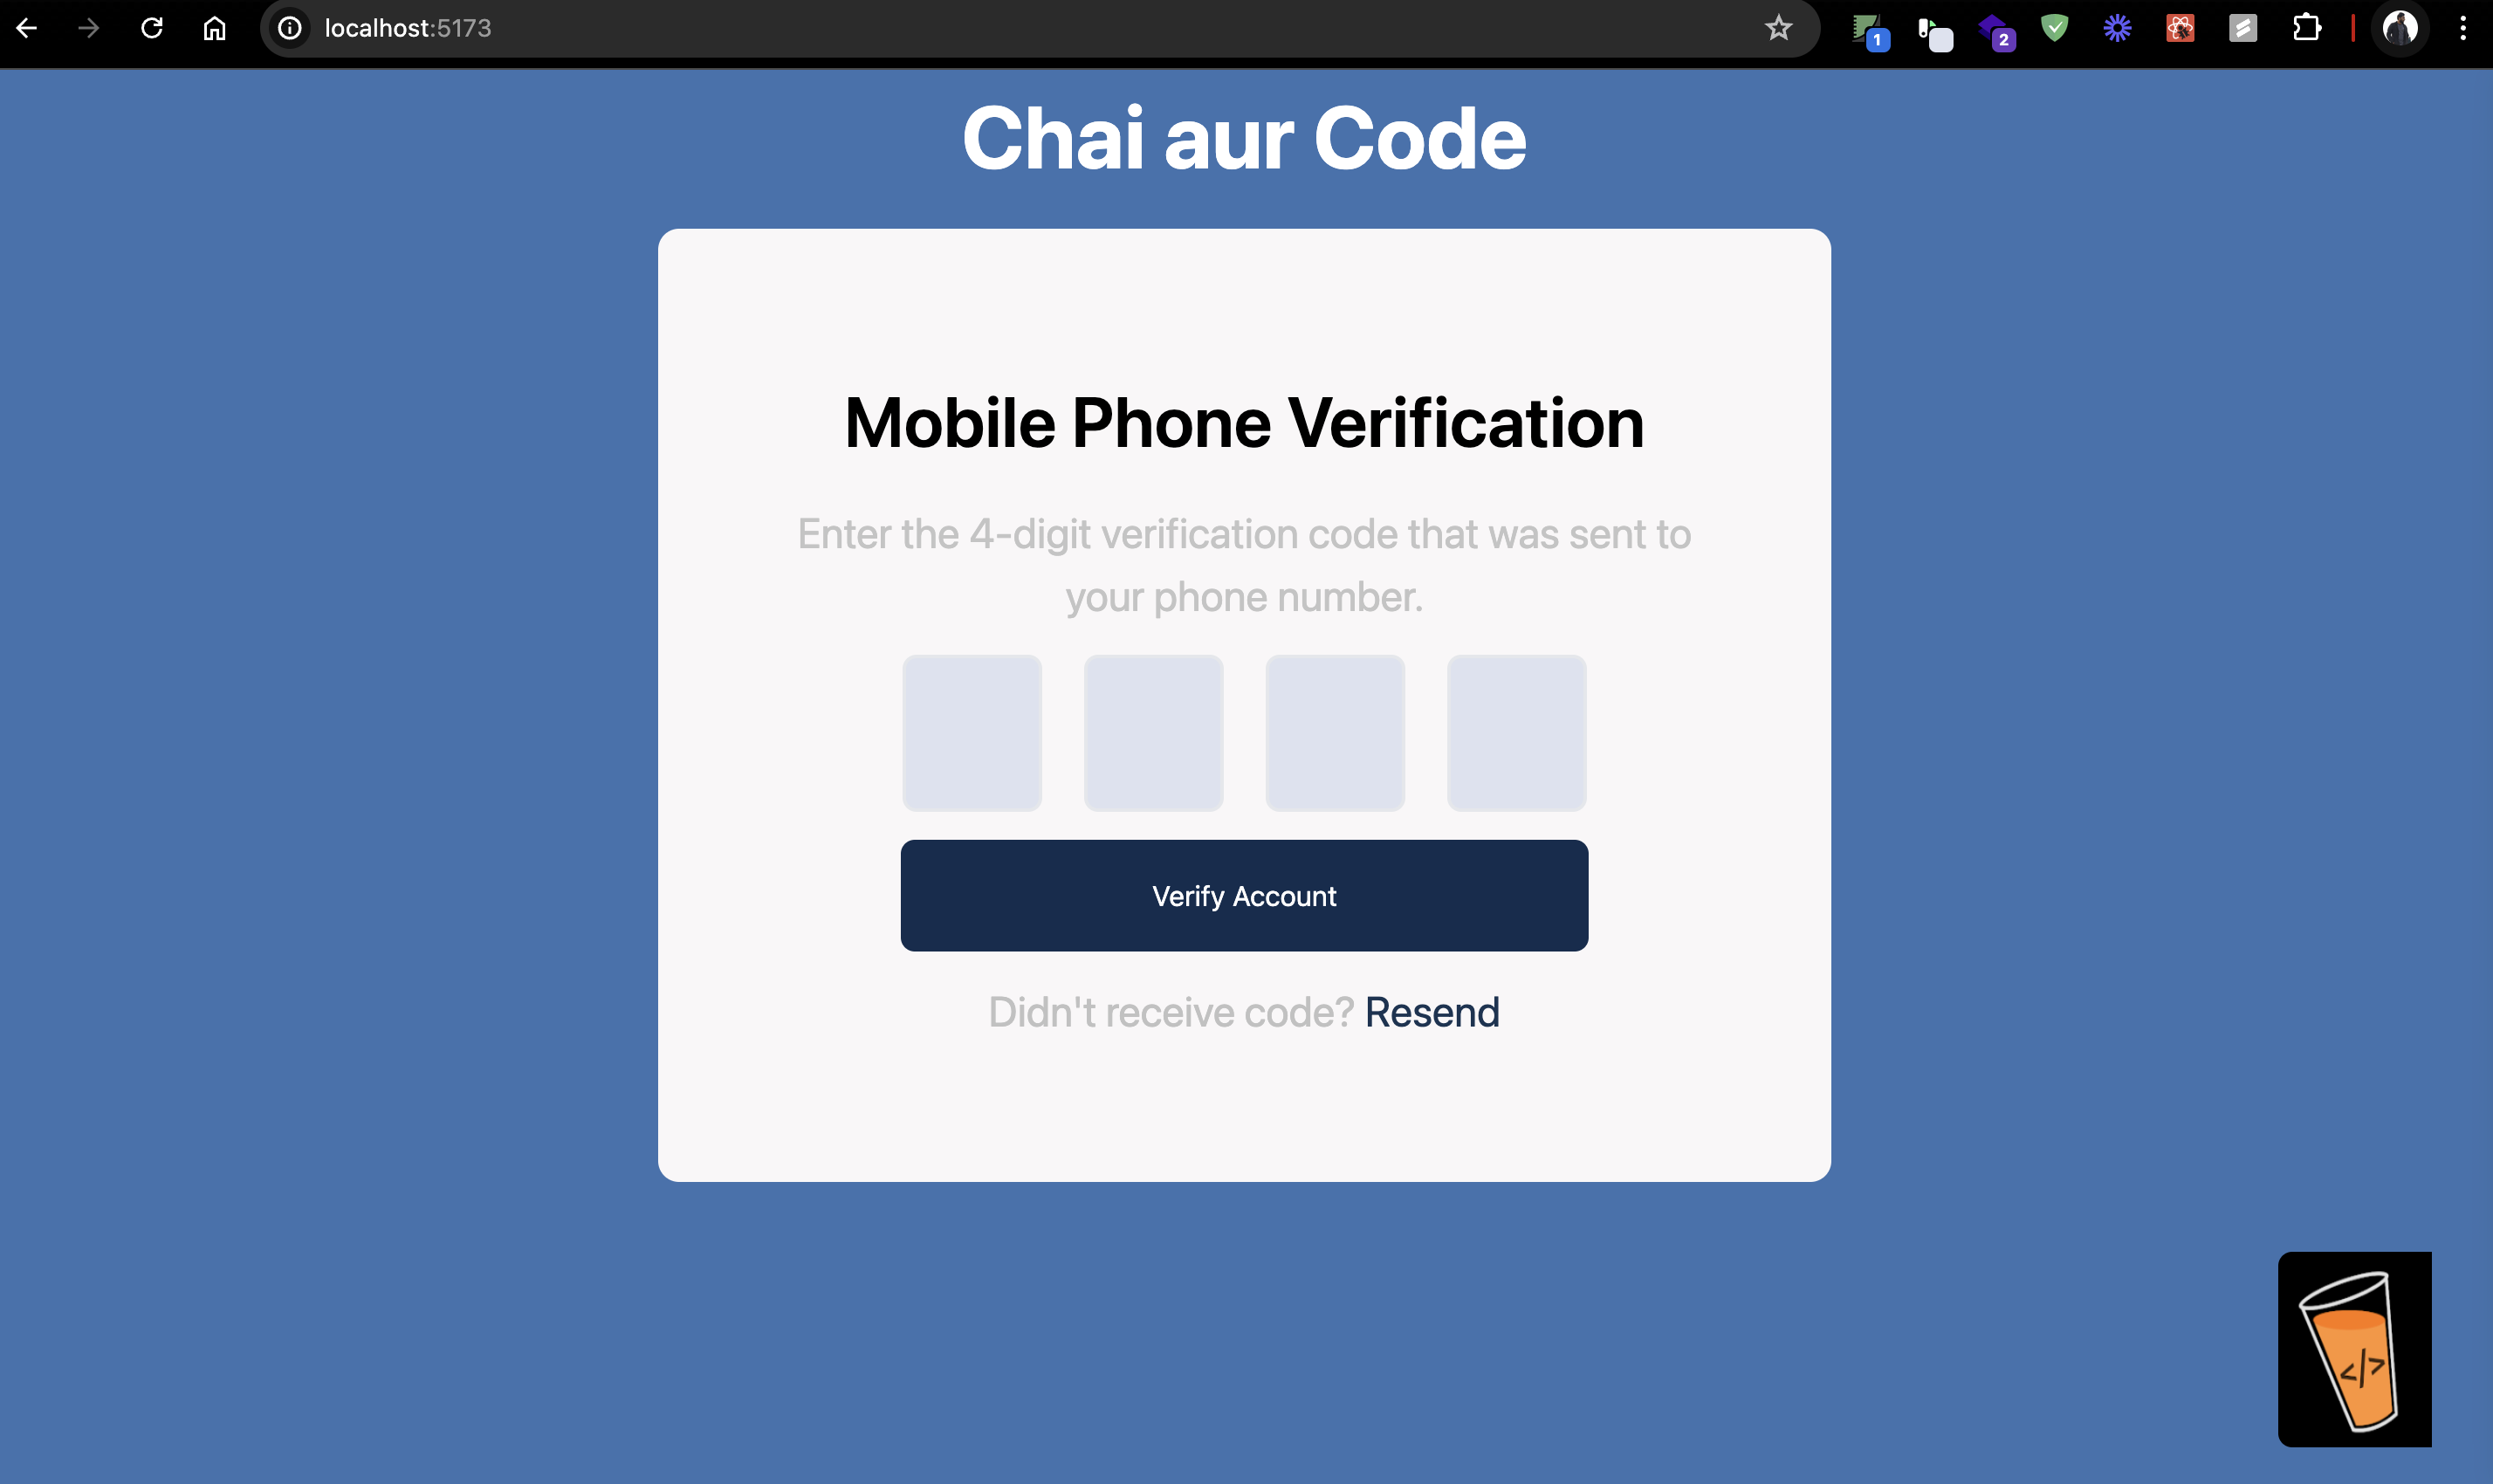 localhost:5173
1
2
Chai aur Code
Mobile Phone Verification
Enter the 4-digit verification code that was sent to
your phone number.
Verify Account
Didn't receive code? Resend
</>